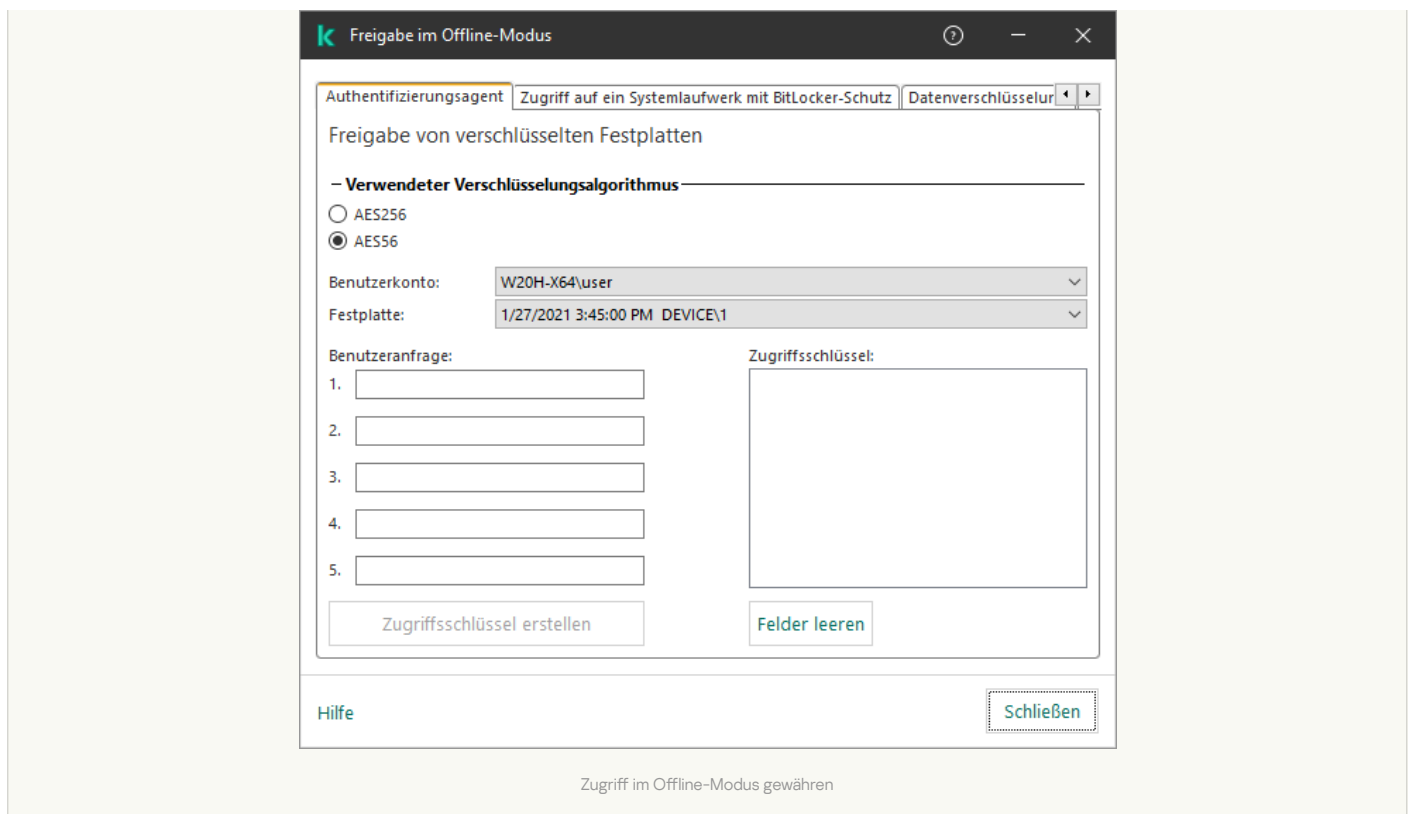 Freigabe im Offline-Modus
Authentifizierungsagent Zugriff auf ein Systemlaufwerk mit BitLocker-Schutz Datenverschlüsselur
Freigabe von verschlüsselten Festplatten
Verwendeter Verschlüsselungsalgorithmus
AES256
AES56
Benutzerkonto: W20H-X64\user
Festplatte: 1/27/2021 3:45:00 PM DEVICE\1
Benutzeranfrage: Zugriffsschlüssel:
1.
2.
3.
4.
5.
Zugriffsschlüssel erstellen Felder leeren
Hilfe Schließen
Zugriff im Offline-Modus gewähren